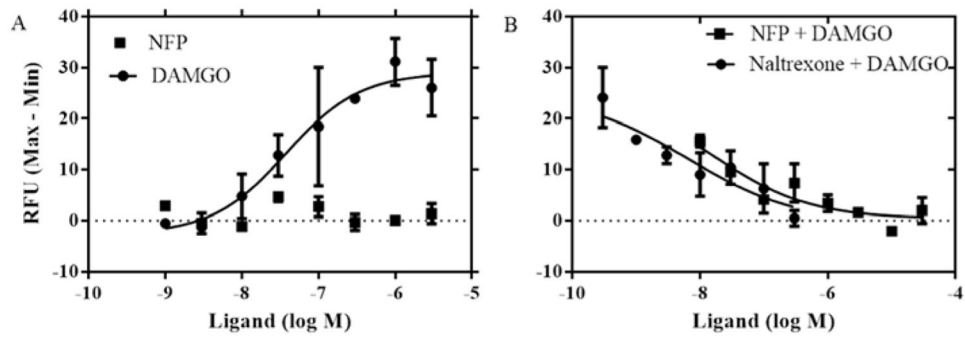 A
B
NFP
DAMGO
NFP + DAMGO
Naltrexone + DAMGO
RFU (Max - Min)
40
30
20
10
0
-10
-10
-9
-8
-7
-6
-5
Ligand (log M)
40
30
20
10
0
-10
-10
-8
-6
-4
Ligand (log M)